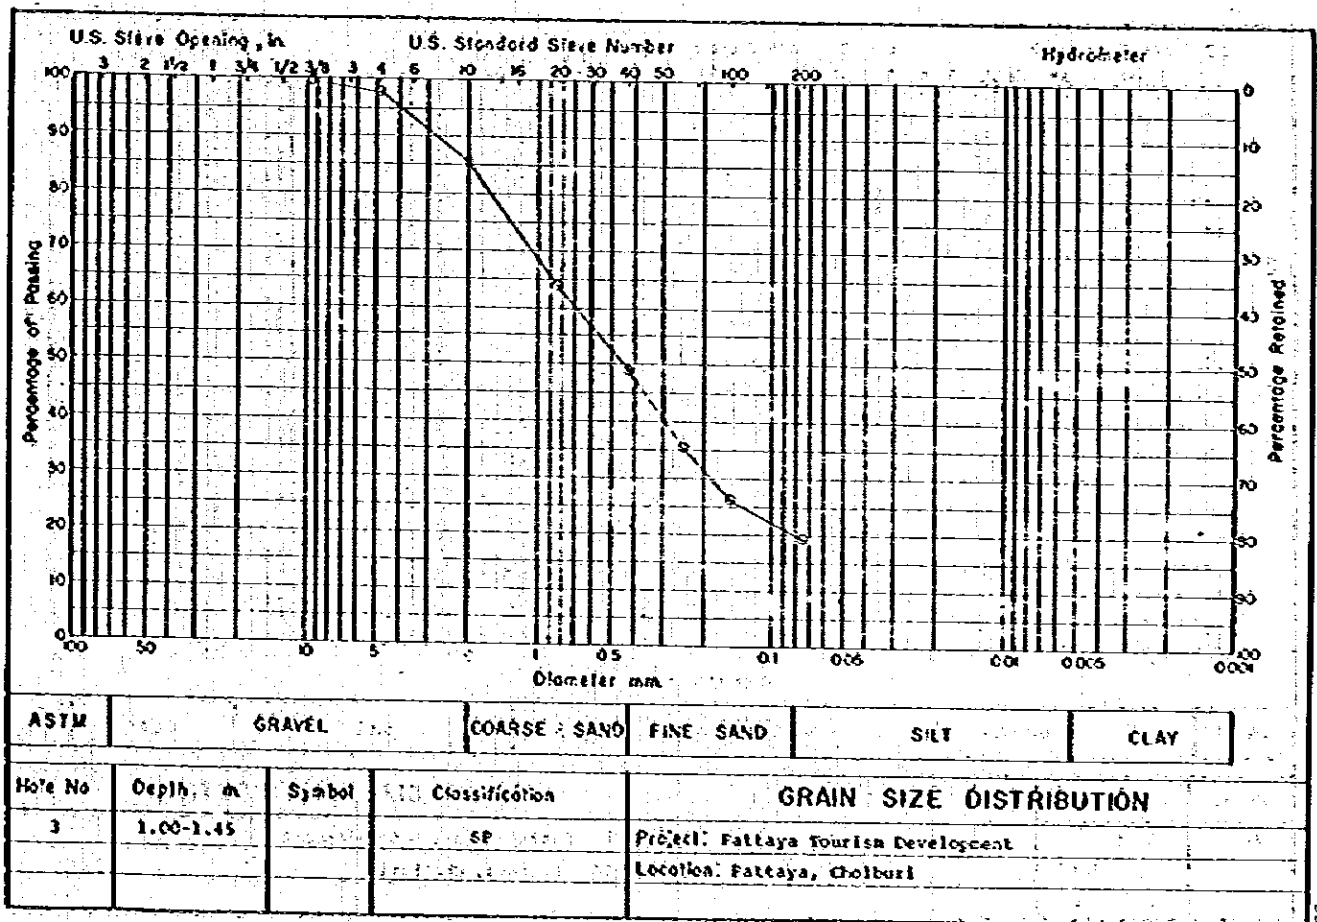 U.S. Sieve Opening, in. U.S. Standard Sieve Number Hydrometer
3 2 1½ 1 3/4 1/2 3/8 3 4 6 10 16 20 30 40 50 100 200
100 0
90 10
80 20
70 30
60 40
50 50
40 60
30 70
20 80
10 90
0 100
Percentage of Passing
Percentage Retained
100 50 10 5 1 0.5 0.1 0.05 0.01 0.005 0.001
Diameter mm.
ASTM GRAVEL COARSE SAND FINE SAND SILT CLAY
Hole No Depth, m Symbol Classification GRAIN SIZE DISTRIBUTION
3 1.00-1.45 SP Project: Pattaya Tourism Development
Location: Pattaya, Cholburi